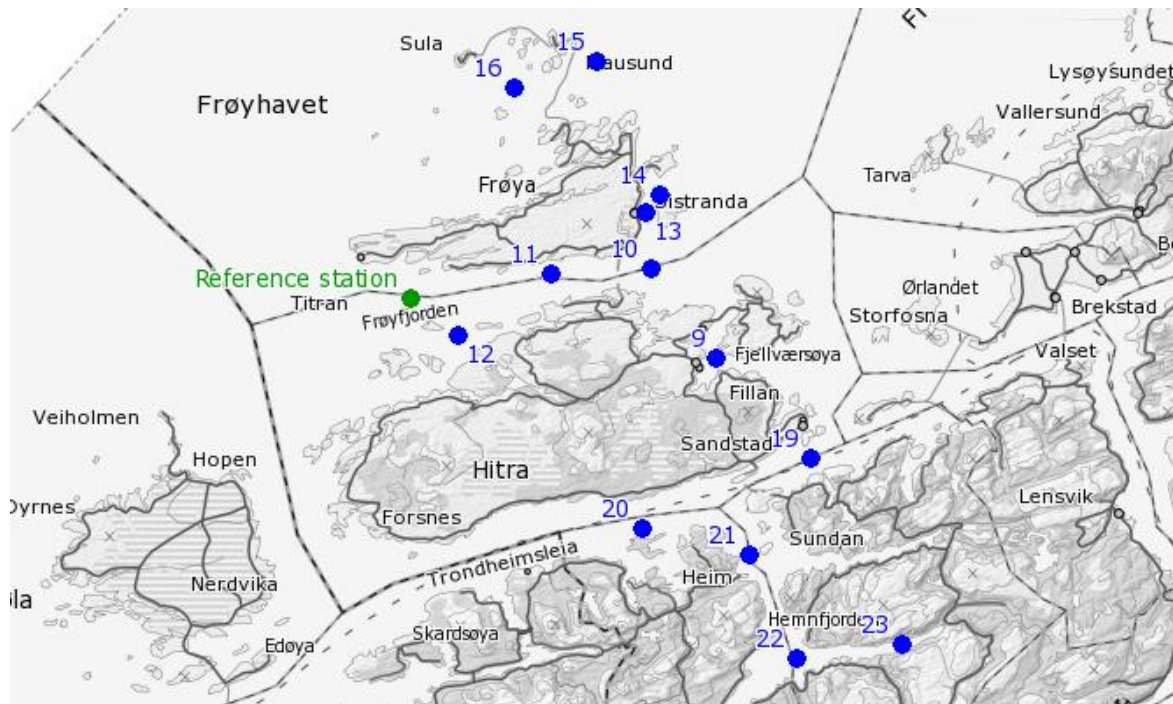 Sula
15
Mausund
16
Frøyhavet
Lysøysundet
Vallersund
Frøya
14
Sistranda
Tarva
13
10
11
Reference station
Titran
Frøyfjorden
12
Ørlandet
Brekstad
Storfosna
9
Fjellværsøya
Valset
Fillan
Veiholmen
19
Sandstad
Hopen
Hitra
Lensvik
Dyrnes
Forsnes
20
Sundan
21
Trondheimsleia
Heim
Nerdvika
Hemnfjorden
23
Skardsøya
Edøya
22